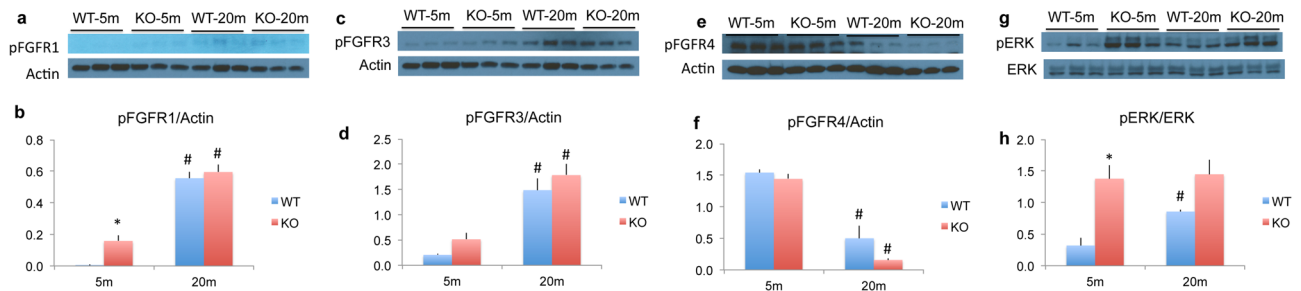 a WT-5m KO-5m WT-20m KO-20m
pFGFR1
Actin
b pFGFR1/Actin
0.8
0.6
0.4
0.2
0.0
# #
*
5m 20m
WT
KO
c WT-5m KO-5m WT-20m KO-20m
pFGFR3
Actin
d pFGFR3/Actin
2.5
2.0
1.5
1.0
0.5
0.0
# #
5m 20m
WT
KO
e WT-5m KO-5m WT-20m KO-20m
pFGFR4
Actin
f pFGFR4/Actin
2.0
1.5
1.0
0.5
0.0
# #
5m 20m
WT
KO
g WT-5m KO-5m WT-20m KO-20m
pERK
ERK
h pERK/ERK
2.0
1.5
1.0
0.5
0.0
*
#
5m 20m
WT
KO